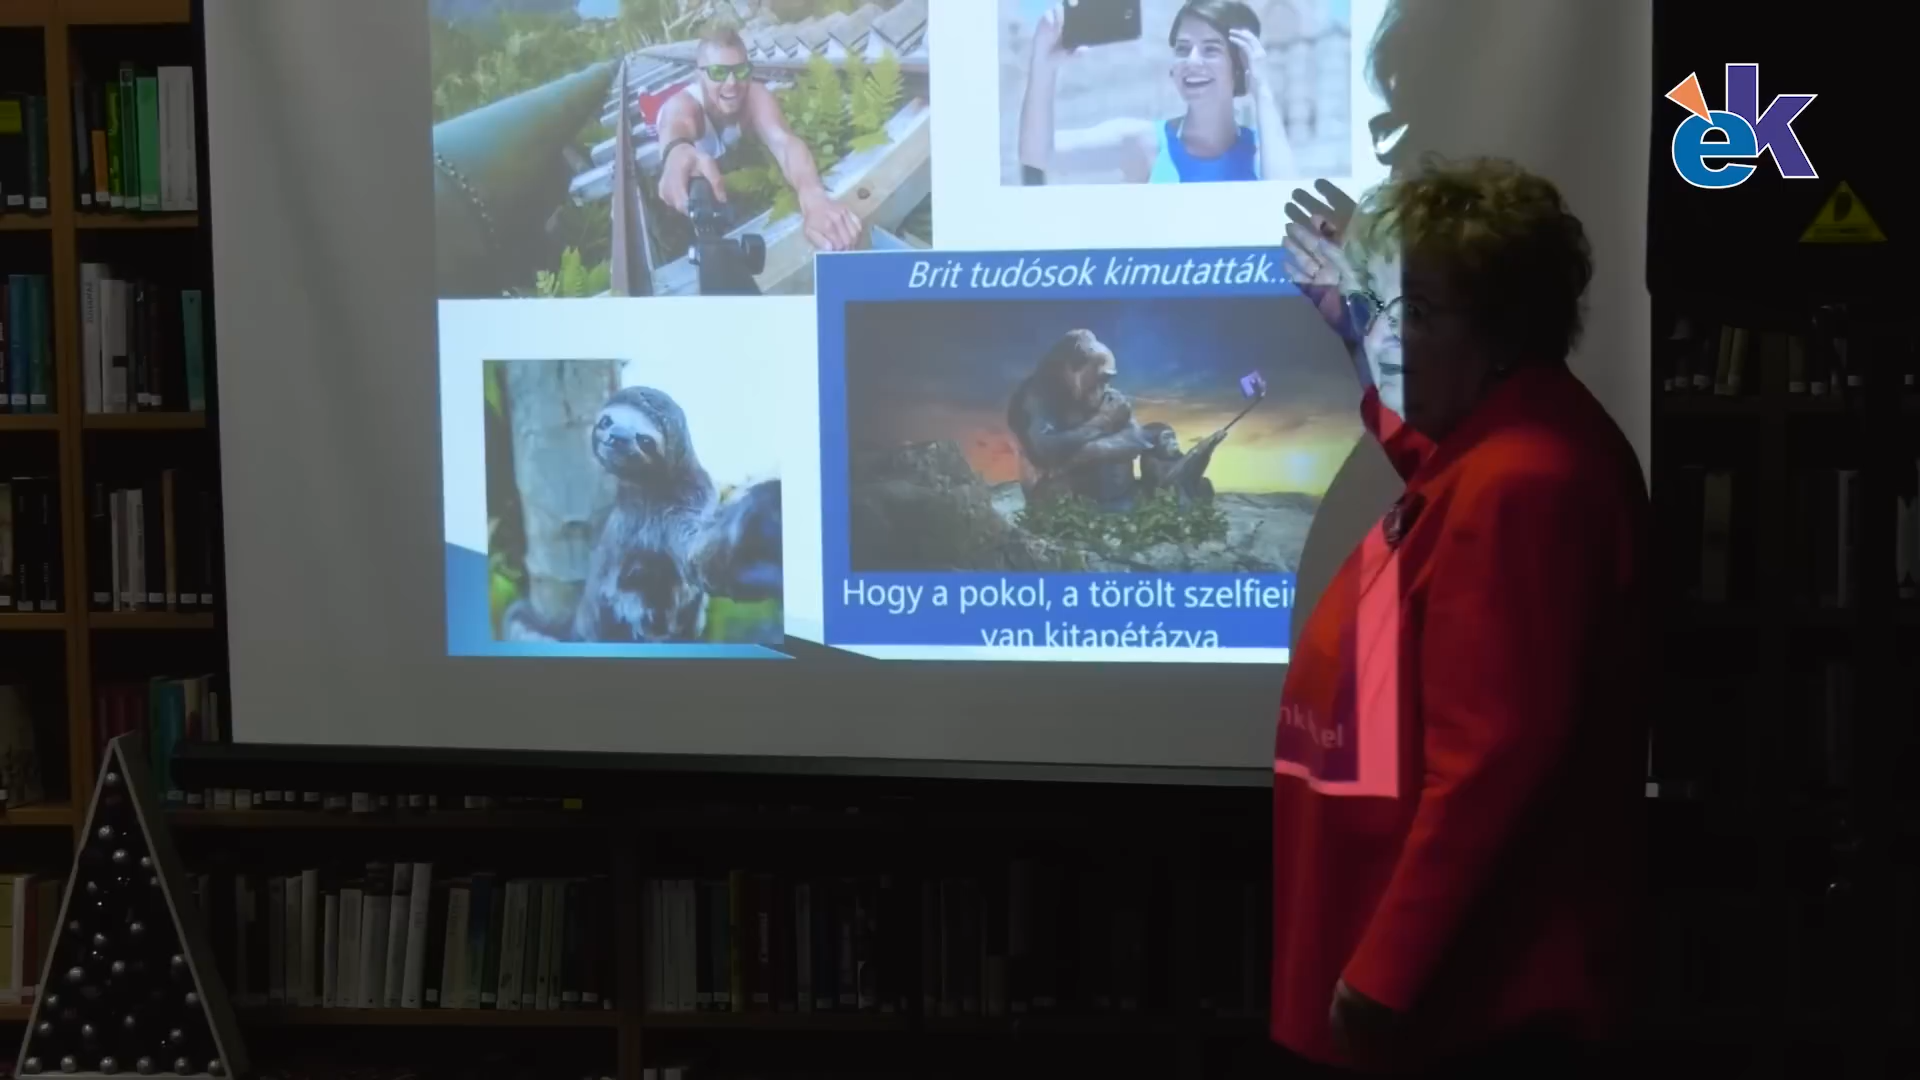 ék
Brit tudósok kimutatták...
Hogy a pokol, a törölt szelfiei
van kitapétázva.